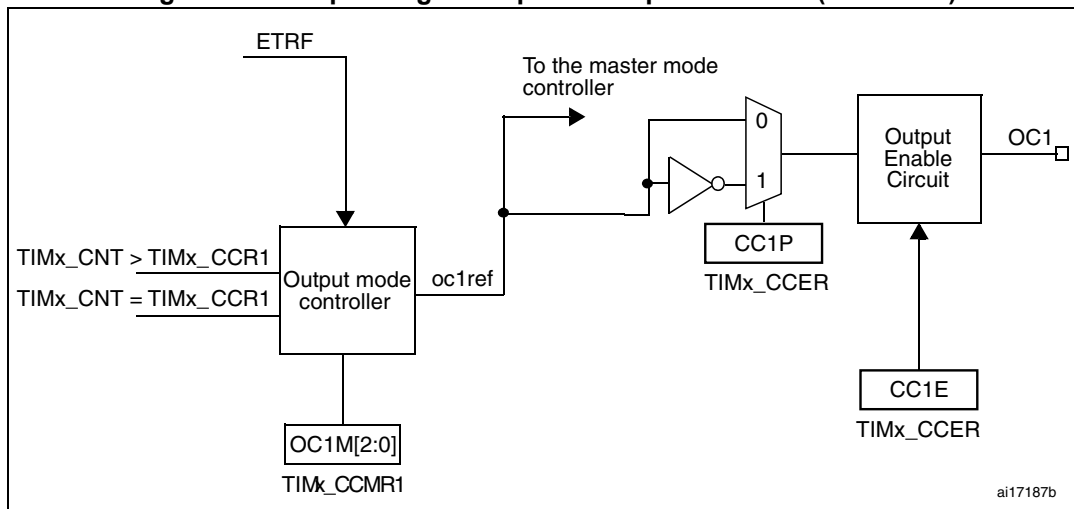 ETRF
To the master mode
controller
0
1
Output
Enable
Circuit
OC1
CC1P
TIMx_CCER
TIMx_CNT > TIMx_CCR1
TIMx_CNT = TIMx_CCR1
Output mode
controller
oc1ref
CC1E
TIMx_CCER
OC1M[2:0]
TIMx_CCMR1
ai17187b